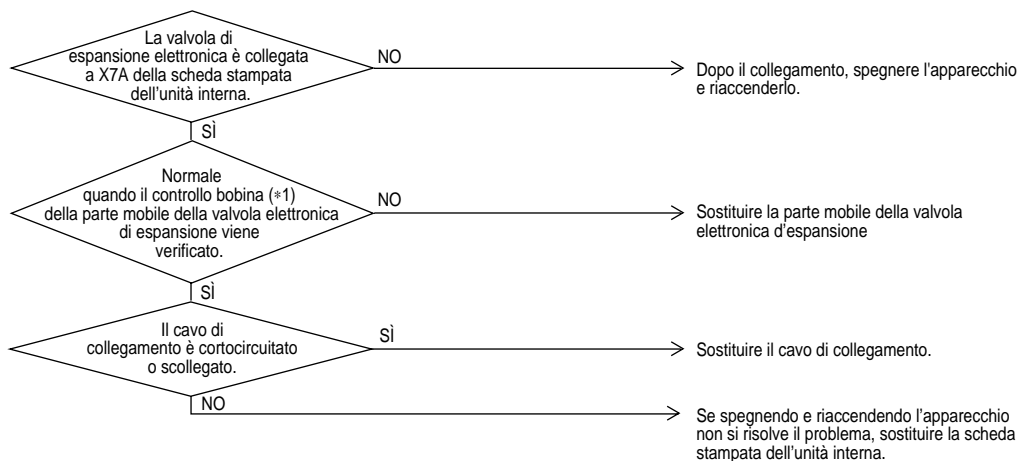 La valvola di
espansione elettronica è collegata
a X7A della scheda stampata
dell'unità interna.
NO
Dopo il collegamento, spegnere l'apparecchio
e riaccenderlo.
SÌ
Normale
quando il controllo bobina (*1)
della parte mobile della valvola elettronica
di espansione viene
verificato.
NO
Sostituire la parte mobile della valvola
elettronica d'espansione
SÌ
Il cavo di
collegamento è cortocircuitato
o scollegato.
SÌ
Sostituire il cavo di collegamento.
NO
Se spegnendo e riaccendendo l'apparecchio
non si risolve il problema, sostituire la scheda
stampata dell'unità interna.